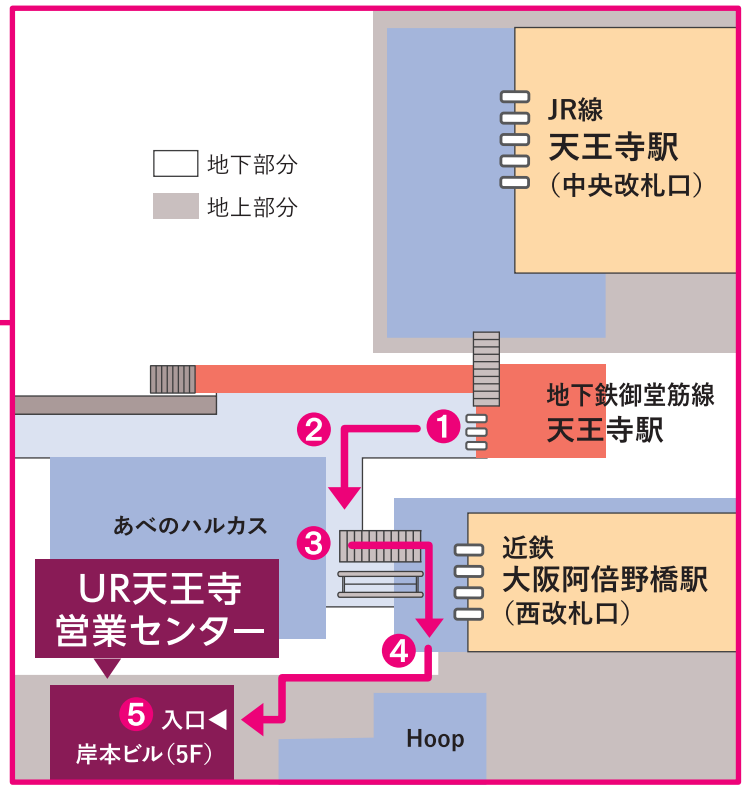 JR線
天王寺駅
（中央改札口）
地下部分
地上部分
地下鉄御堂筋線
天王寺駅
1
2
あべのハルカス
3
近鉄
大阪阿倍野橋駅
（西改札口）
UR天王寺
営業センター
4
5 入口◀
岸本ビル（5F）
Hoop